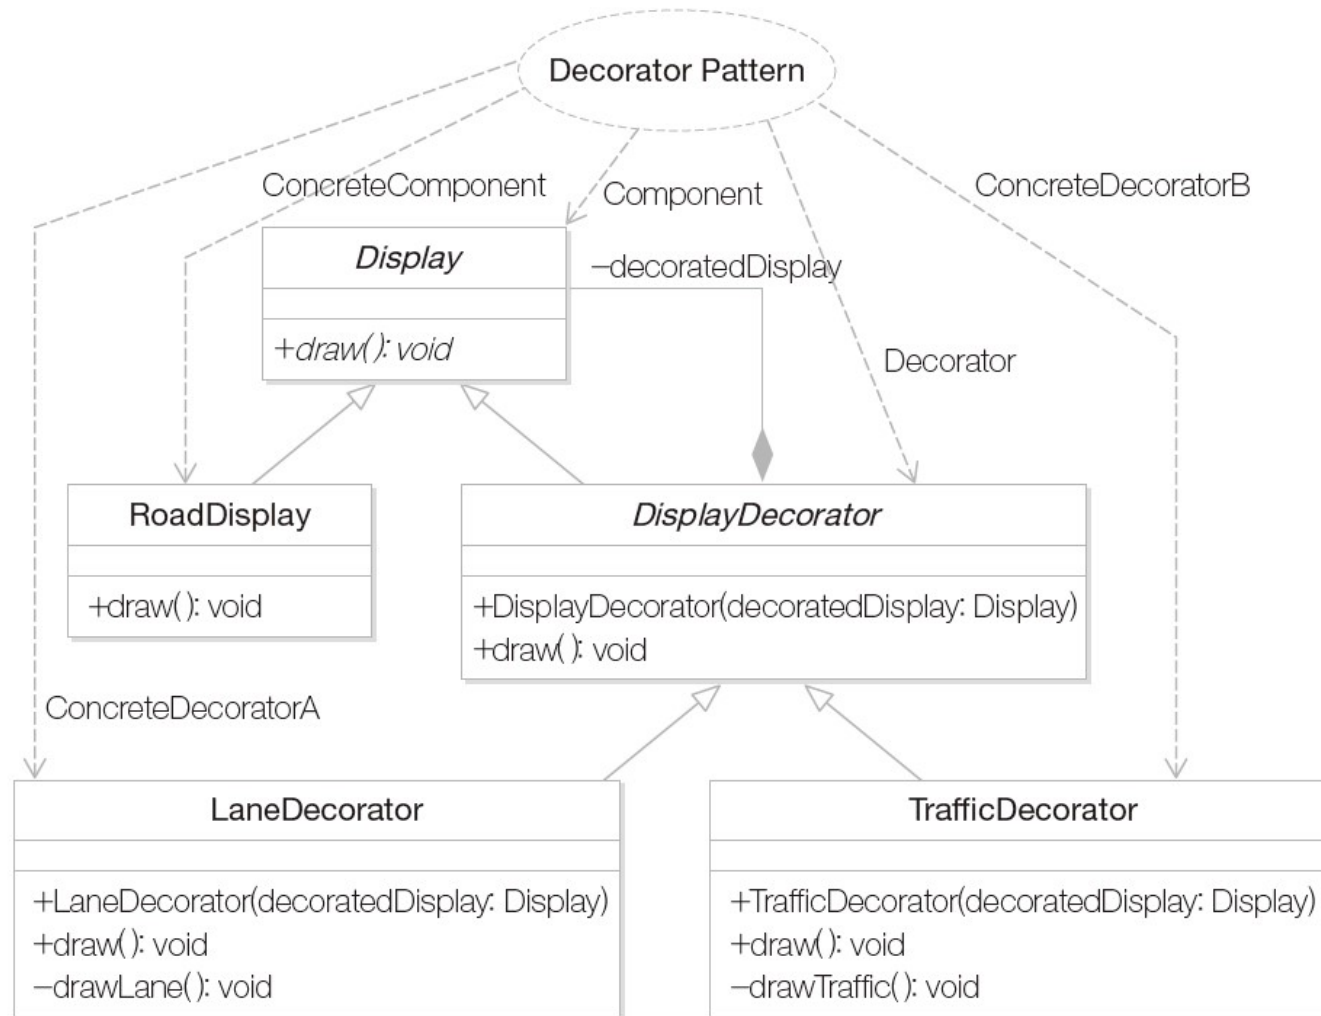 Decorator Pattern
ConcreteComponent
Component
ConcreteDecoratorB
Display
–decoratedDisplay
+draw(): void
Decorator
RoadDisplay
+draw(): void
DisplayDecorator
+DisplayDecorator(decoratedDisplay: Display)
+draw(): void
ConcreteDecoratorA
LaneDecorator
+LaneDecorator(decoratedDisplay: Display)
+draw(): void
–drawLane(): void
TrafficDecorator
+TrafficDecorator(decoratedDisplay: Display)
+draw(): void
–drawTraffic(): void